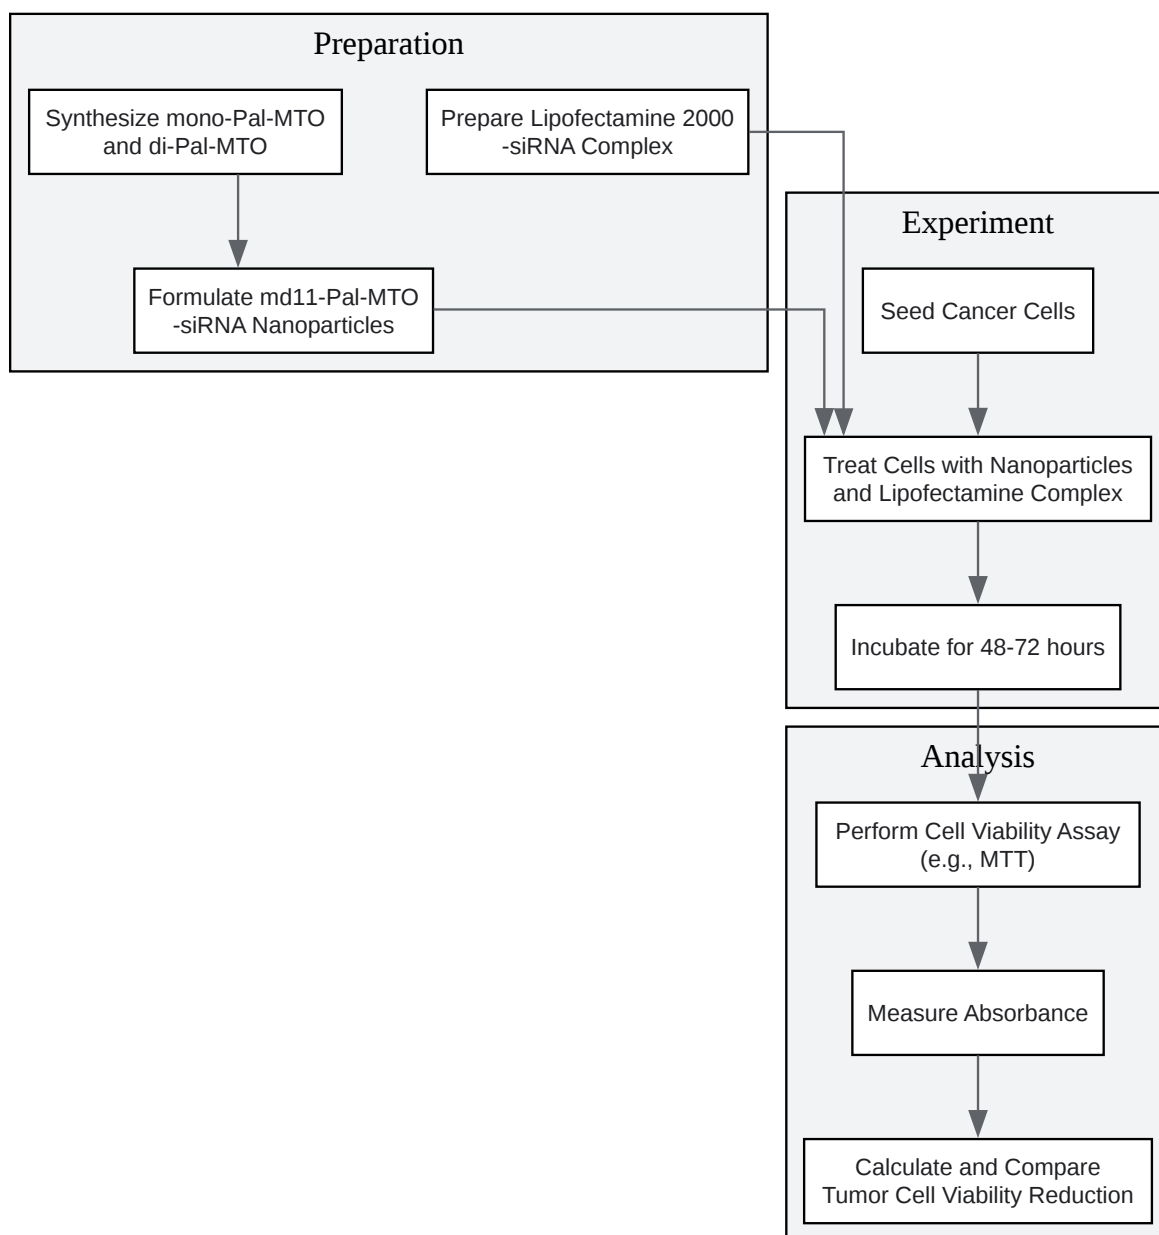 Preparation
Synthesize mono-Pal-MTO
and di-Pal-MTO
Prepare Lipofectamine 2000
-siRNA Complex
Formulate md11-Pal-MTO
-siRNA Nanoparticles
Experiment
Seed Cancer Cells
Treat Cells with Nanoparticles
and Lipofectamine Complex
Incubate for 48-72 hours
Analysis
Perform Cell Viability Assay
(e.g., MTT)
Measure Absorbance
Calculate and Compare
Tumor Cell Viability Reduction